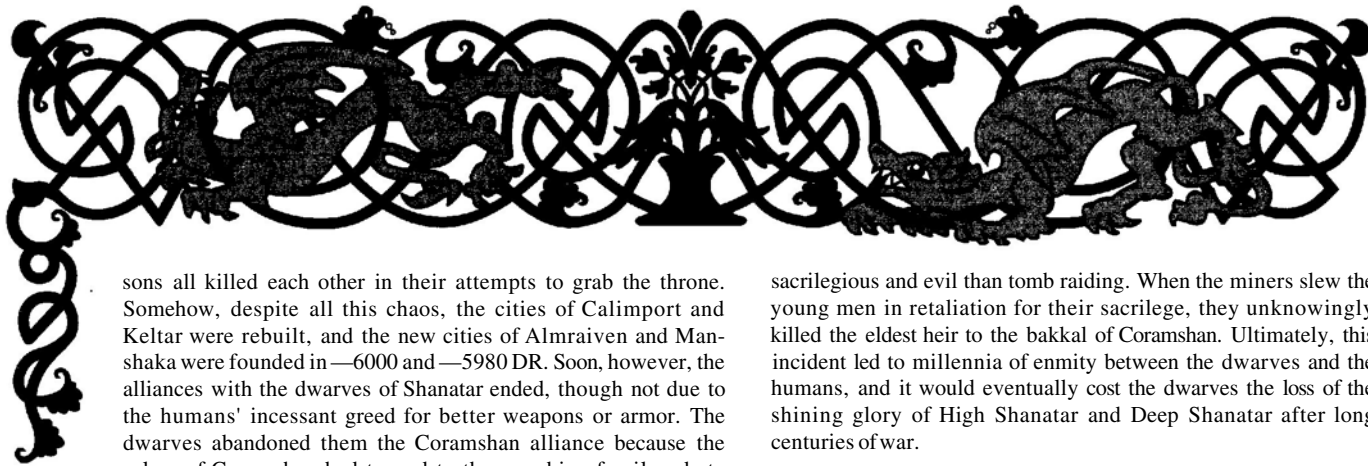 sons all killed each other in their attempts to grab the throne.
Somehow, despite all this chaos, the cities of Calimport and
Keltar were rebuilt, and the new cities of Almraiven and Man-
shaka were founded in —6000 and —5980 DR. Soon, however, the
alliances with the dwarves of Shanatar ended, though not due to
the humans' incessant greed for better weapons or armor. The
dwarves abandoned them the Coramshan alliance because the
sacrilegious and evil than tomb raiding. When the miners slew the
young men in retaliation for their sacrilege, they unknowingly
killed the eldest heir to the bakkal of Coramshan. Ultimately, this
incident led to millennia of enmity between the dwarves and the
humans, and it would eventually cost the dwarves the loss of the
shining glory of High Shanatar and Deep Shanatar after long
centuries of war.